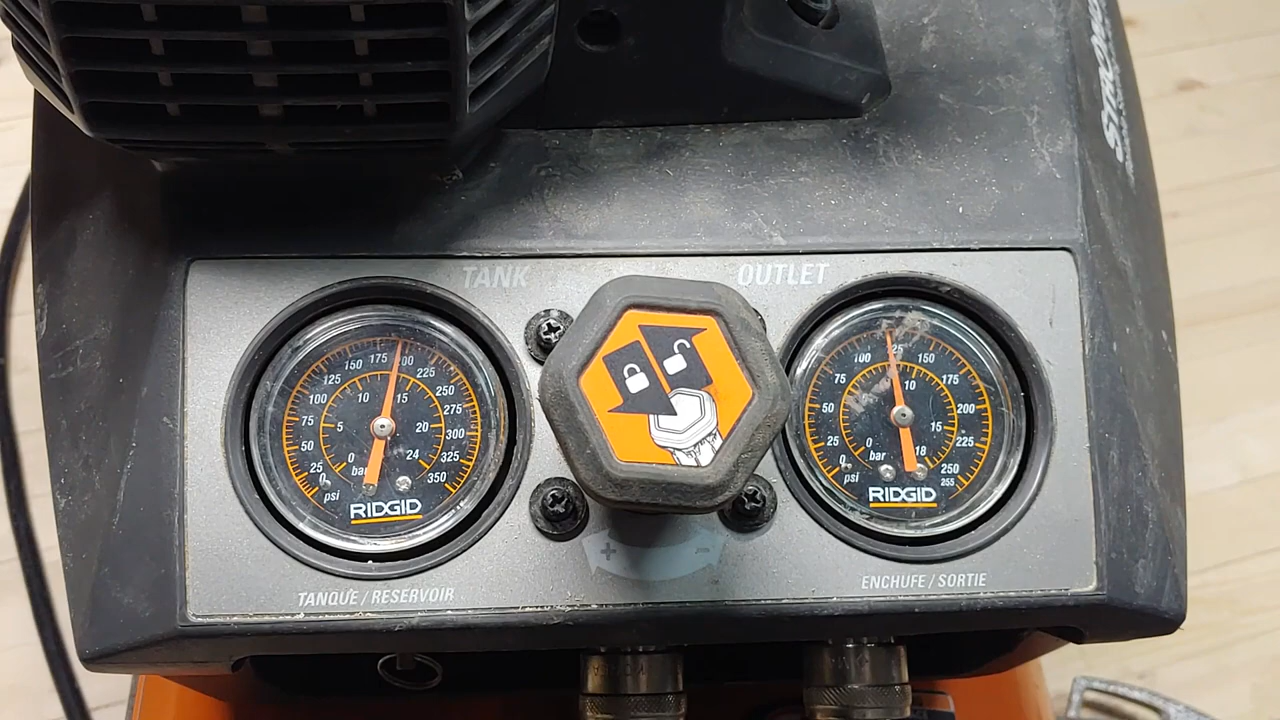 STRONG
TANK
OUTLET
0 25 50 75 100 125 150 175 200 225 250 275 300 325 350
0 5 10 15 20 24
bar
psi
RIDGID
0 25 50 75 100 125 150 175 200 225 250 255
0 10 15 18
bar
psi
RIDGID
+ -
TANQUE / RESERVOIR
ENCHUFE / SORTIE